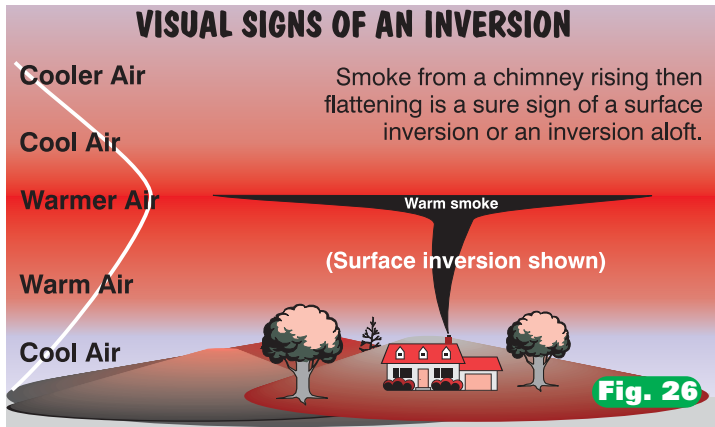 VISUAL SIGNS OF AN INVERSION
Cooler Air
Smoke from a chimney rising then
flattening is a sure sign of a surface
inversion or an inversion aloft.
Cool Air
Warmer Air
Warm smoke
(Surface inversion shown)
Warm Air
Cool Air
Fig. 26